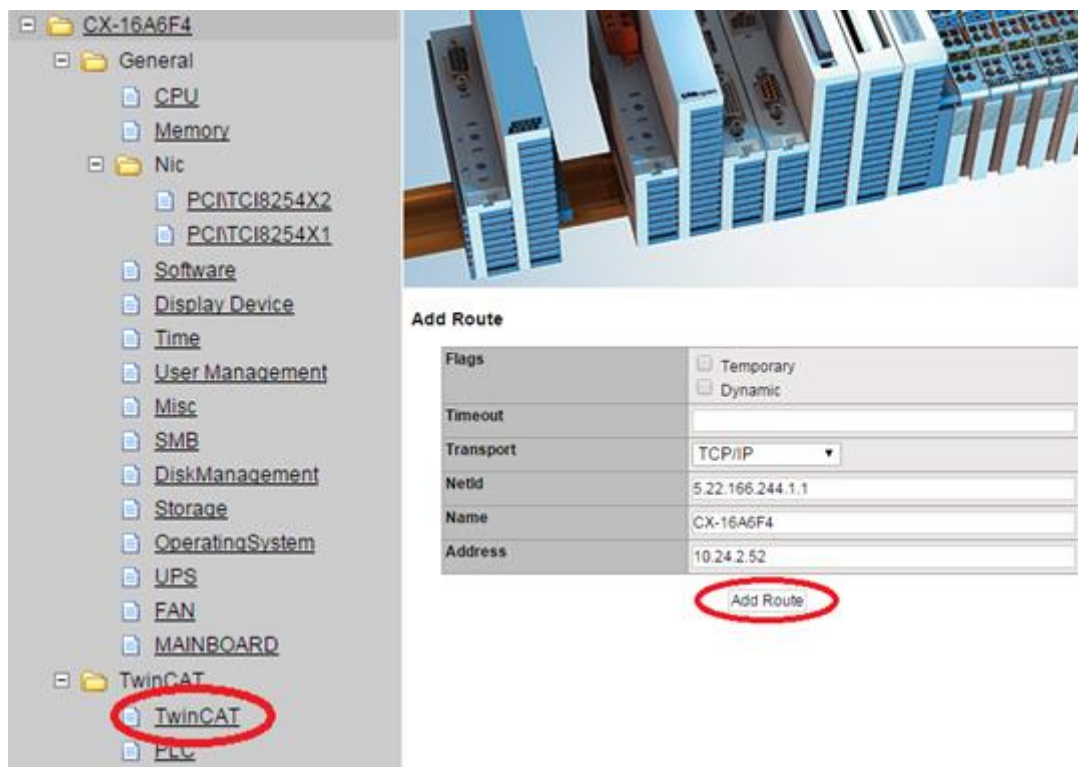 CX-16A6F4
General
CPU
Memory
Nic
PCI\TCI8254X2
PCI\TCI8254X1
Software
Display Device
Time
User Management
Misc
SMB
DiskManagement
Storage
OperatingSystem
UPS
FAN
MAINBOARD
TwinCAT
TwinCAT
PLC
Add Route
Flags
Temporary
Dynamic
Timeout
Transport
TCP/IP
NetId
5.22.166.244.1.1
Name
CX-16A6F4
Address
10.24.2.52
Add Route